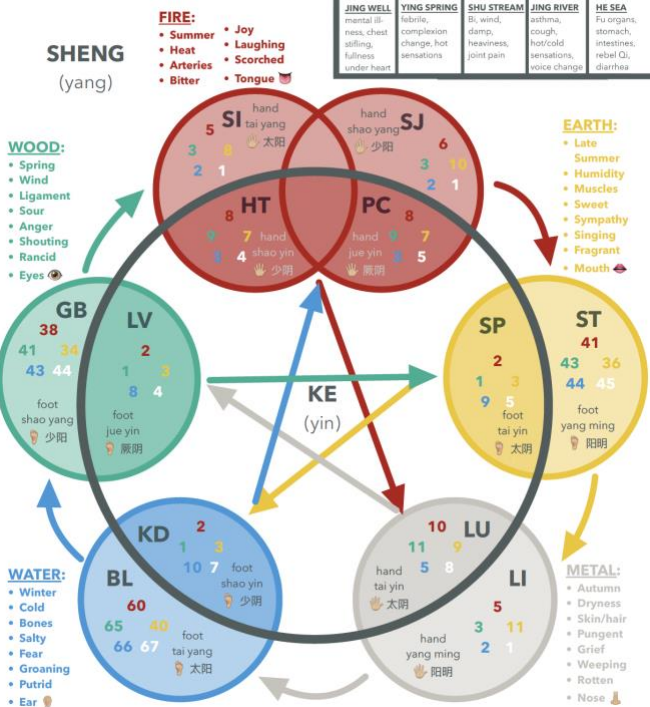 FIRE:
• Summer
• Heat
• Arteries
• Bitter
• Joy
• Laughing
• Scorched
• Tongue 👅
JING WELL
mental ill-
ness, chest
stifling,
fullness
under heart
YING SPRING
febrile,
complexion
change, hot
sensations
SHU STREAM
Bi, wind,
damp,
heaviness,
joint pain
JING RIVER
asthma,
cough,
hot/cold
sensations,
voice change
HE SEA
Fu organs,
stomach,
intestines,
rebel Qi,
diarrhea
SHENG
(yang)
WOOD:
• Spring
• Wind
• Ligament
• Sour
• Anger
• Shouting
• Rancid
• Eyes 👁
SI
hand
tai yang
太阳
5
3 8
2 1
SJ
hand
shao yang
少阳
6
3 10
2 1
HT
8
9 7
4
hand
shao yin
少阴
PC
8
9 7
5
hand
jue yin
厥阴
EARTH:
• Late
Summer
• Humidity
• Muscles
• Sweet
• Sympathy
• Singing
• Fragrant
• Mouth 👄
GB
38
41 34
43 44
foot
shao yang
少阳
LV
2
1 3
8 4
foot
jue yin
厥阴
KE
(yin)
SP
2
1 3
9 5
foot
tai yin
太阴
ST
41
43 36
44 45
foot
yang ming
阳明
KD
2
1 3
10 7
foot
shao yin
少阴
BL
60
65 40
66 67
foot
tai yang
太阳
LU
10
11 9
5 8
hand
tai yin
太阴
LI
5
3 11
2 1
hand
yang ming
阳明
WATER:
• Winter
• Cold
• Bones
• Salty
• Fear
• Groaning
• Putrid
• Ear 👂
METAL:
• Autumn
• Dryness
• Skin/hair
• Pungent
• Grief
• Weeping
• Rotten
• Nose 👃